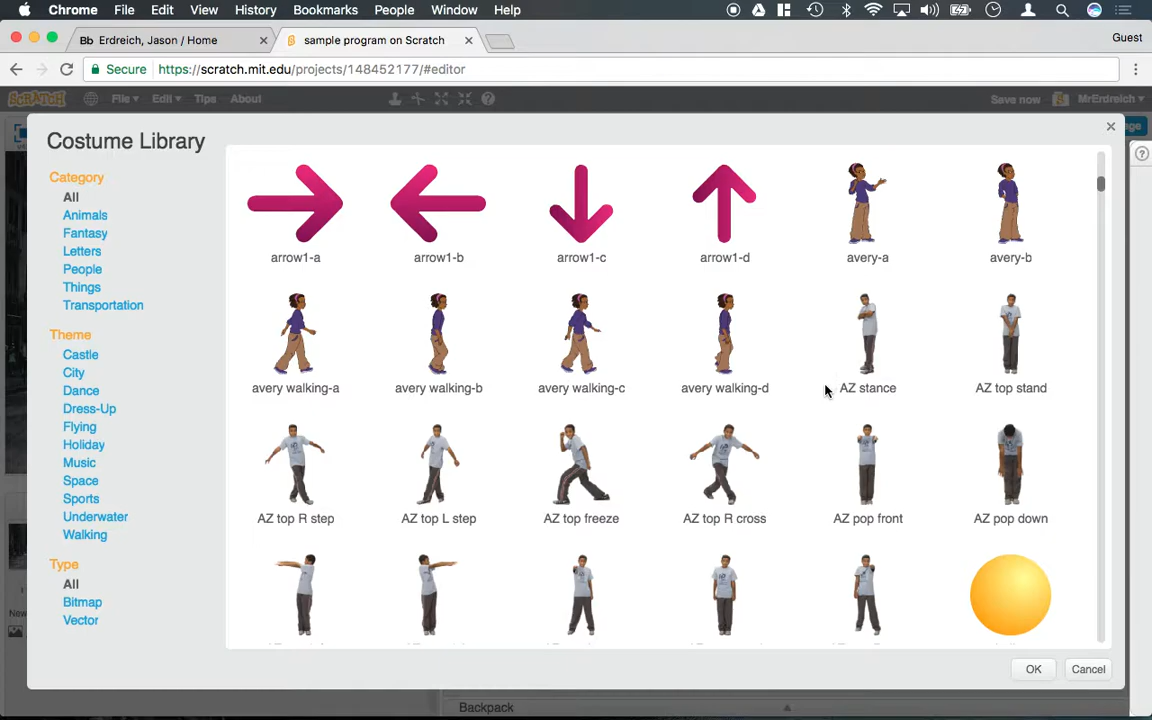 Chrome File Edit View History Bookmarks People Window Help
Bb Erdreich, Jason / Home
sample program on Scratch
Guest
Secure https://scratch.mit.edu/projects/148452177/#editor
SCRATCH File Edit Tips About Save now MrErdreich
Costume Library
Category
All
Animals
Fantasy
Letters
People
Things
Transportation
Theme
Castle
City
Dance
Dress-Up
Flying
Holiday
Music
Space
Sports
Underwater
Walking
Type
All
Bitmap
Vector
arrow1-a arrow1-b arrow1-c arrow1-d avery-a avery-b
avery walking-a avery walking-b avery walking-c avery walking-d AZ stance AZ top stand
AZ top R step AZ top L step AZ top freeze AZ top R cross AZ pop front AZ pop down
OK Cancel
Backpack